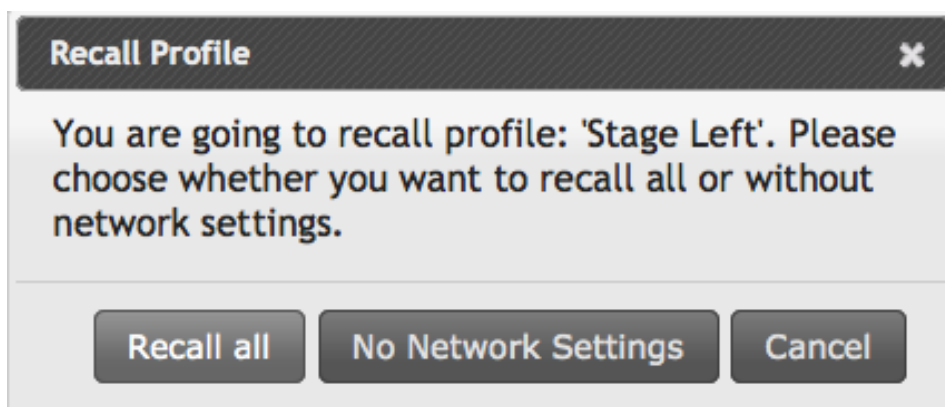 Recall Profile
You are going to recall profile: 'Stage Left'. Please
choose whether you want to recall all or without
network settings.
Recall all No Network Settings Cancel